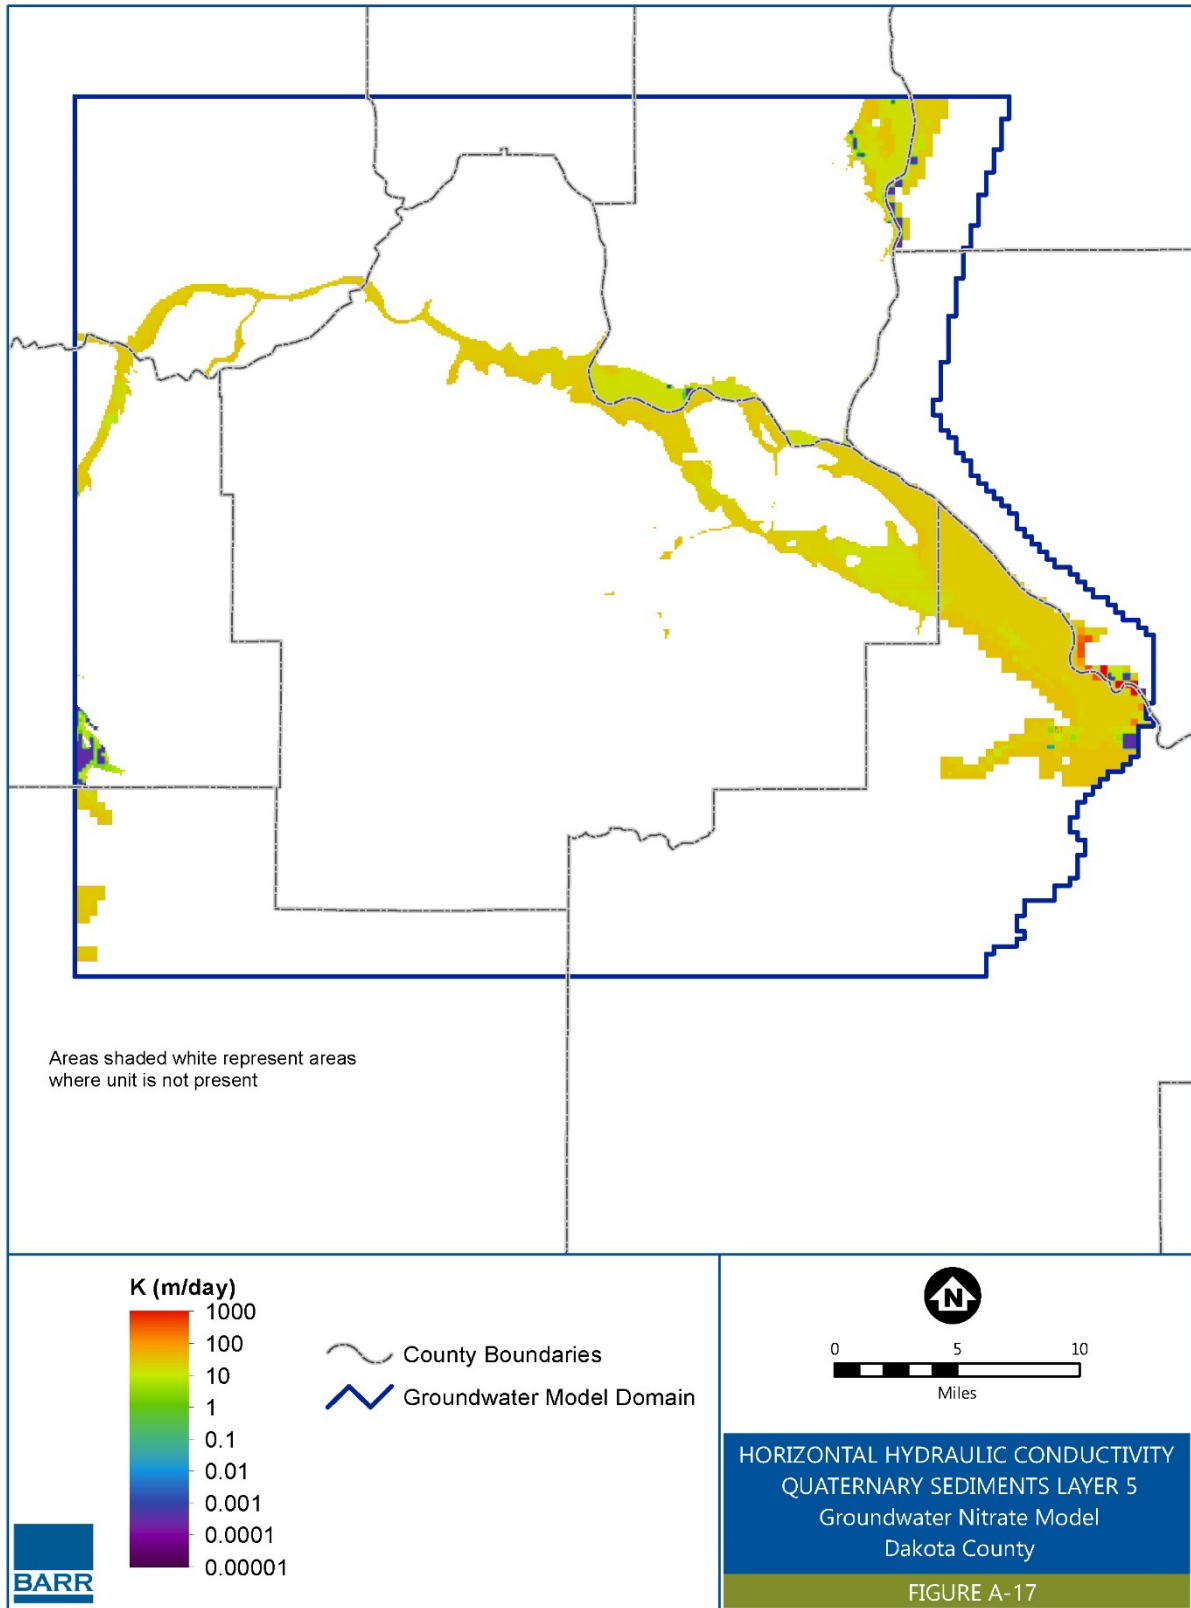 Areas shaded white represent areas
where unit is not present
K (m/day)
1000
100
10
1
0.1
0.01
0.001
0.0001
0.00001
County Boundaries
Groundwater Model Domain
BARR
N
0 5 10
Miles
HORIZONTAL HYDRAULIC CONDUCTIVITY
QUATERNARY SEDIMENTS LAYER 5
Groundwater Nitrate Model
Dakota County
FIGURE A-17